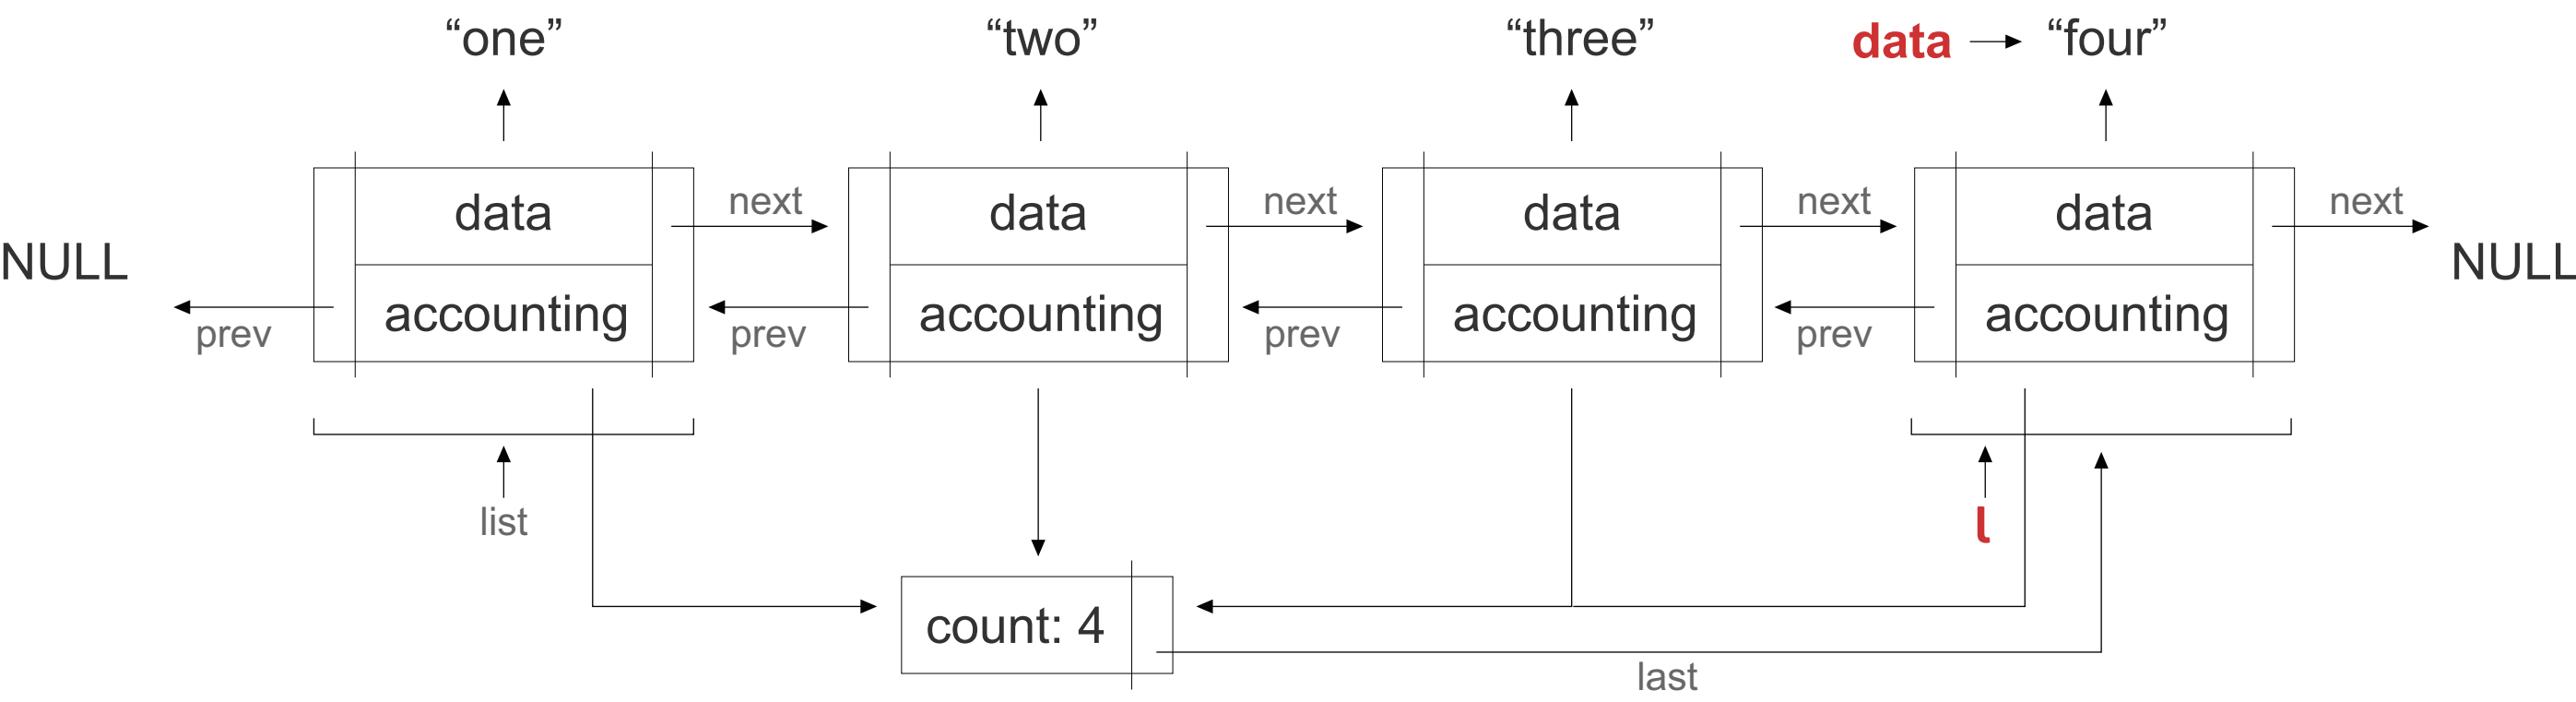 “one” “two” “three” data “four”
data next data next data next data next
NULL NULL
accounting accounting accounting accounting
prev prev prev prev
list l
count: 4
last